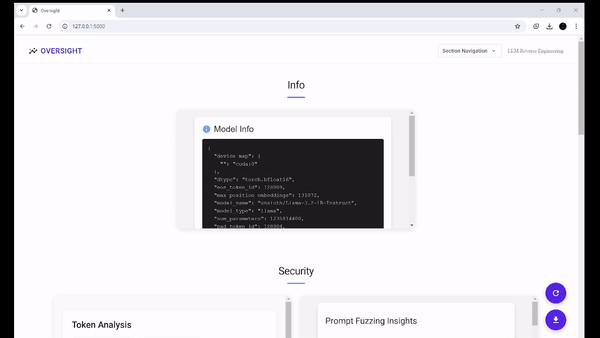 Oversight
127.0.0.1:5000
OVERSIGHT
Section Navigation
LLM Reverse Engineering
Info
Model Info
{
"device_map": {
"": "cuda:0"
},
"dtype": "torch.bfloat16",
"eos_token_id": 128009,
"max_position_embeddings": 131072,
"model_name": "unsloth/Llama-3.2-1B-Instruct",
"model_type": "llama",
"num_parameters": 1235814400,
"pad_token_id": 128004,
Security
Token Analysis
Prompt Fuzzing Insights